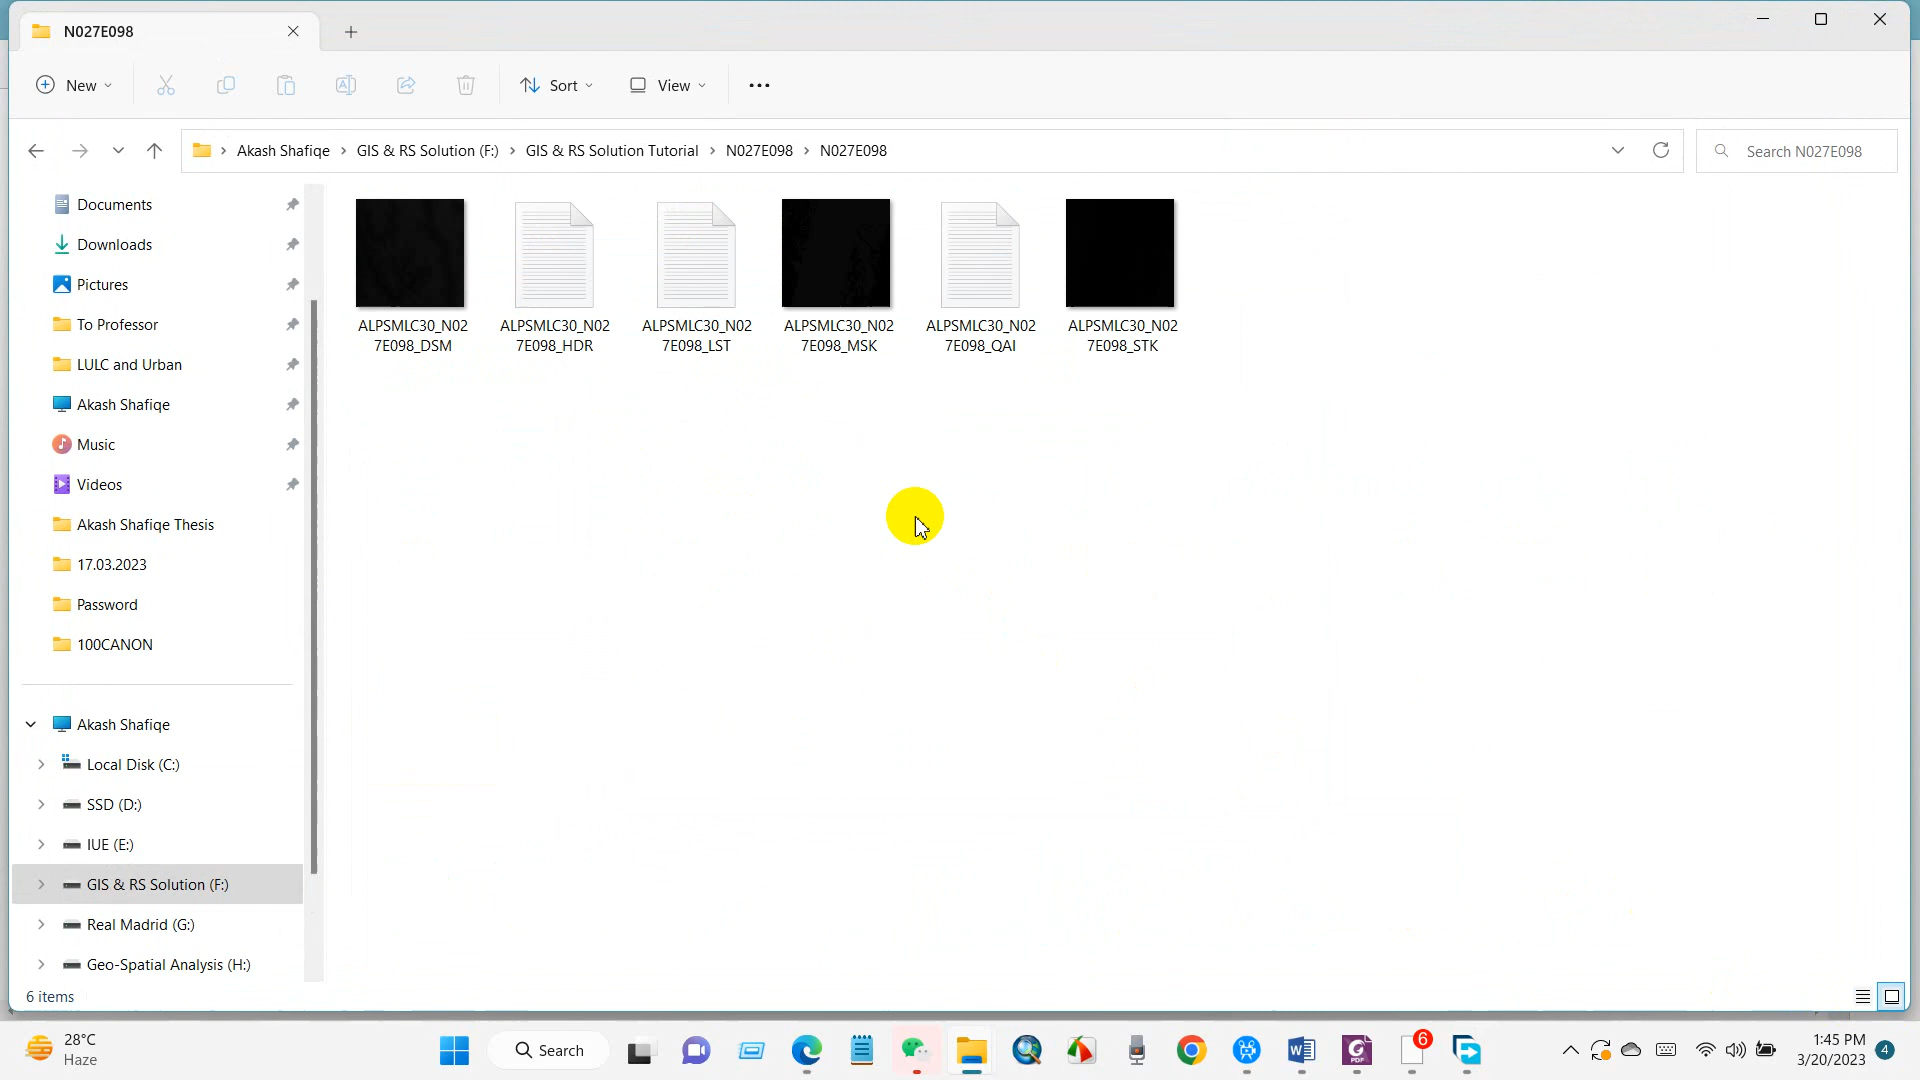 N027E098
New
Sort
View
Akash Shafiqe > GIS & RS Solution (F:) > GIS & RS Solution Tutorial > N027E098 > N027E098
Search N027E098
Documents
Downloads
Pictures
To Professor
LULC and Urban
Akash Shafiqe
Music
Videos
Akash Shafiqe Thesis
17.03.2023
Password
100CANON
Akash Shafiqe
Local Disk (C:)
SSD (D:)
IUE (E:)
GIS & RS Solution (F:)
Real Madrid (G:)
Geo-Spatial Analysis (H:)
ALPSMLC30_N02
7E098_DSM
ALPSMLC30_N02
7E098_HDR
ALPSMLC30_N02
7E098_LST
ALPSMLC30_N02
7E098_MSK
ALPSMLC30_N02
7E098_QAI
ALPSMLC30_N02
7E098_STK
6 items
28°C
Haze
Search
PDF
6
1:45 PM
3/20/2023
4